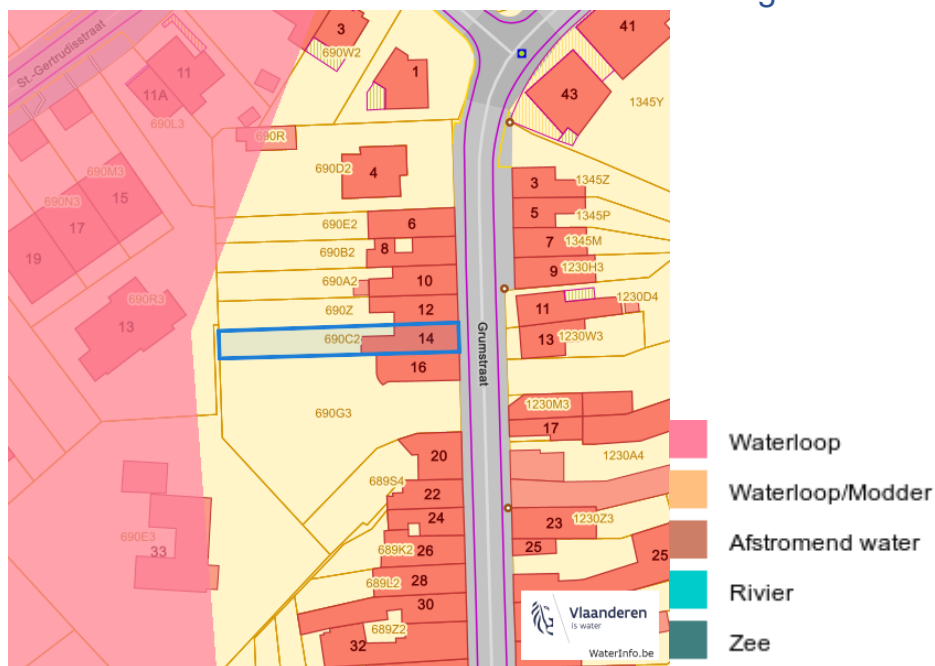 g
41
3
690W2
1
St.-Gertrudisstraat
11
43
11A
1345Y
690L3
690R
690D2
4
3
1345Z
690M3
15
690N3
5
1345P
17
690E2
6
7
1345M
8
690B2
19
9
1230H3
690A2
10
690R3
1230D4
690Z
12
11
13
Grumstraat
690C2
14
13
1230W3
16
1230M3
690G3
17
Waterloop
20
1230A4
689S4
22
Waterloop/Modder
24
23
1230Z3
690E3
33
689K2
26
25
Afstromend water
25
689L2
28
Rivier
30
Vlaanderen
is water
689Z2
32
WaterInfo.be
Zee